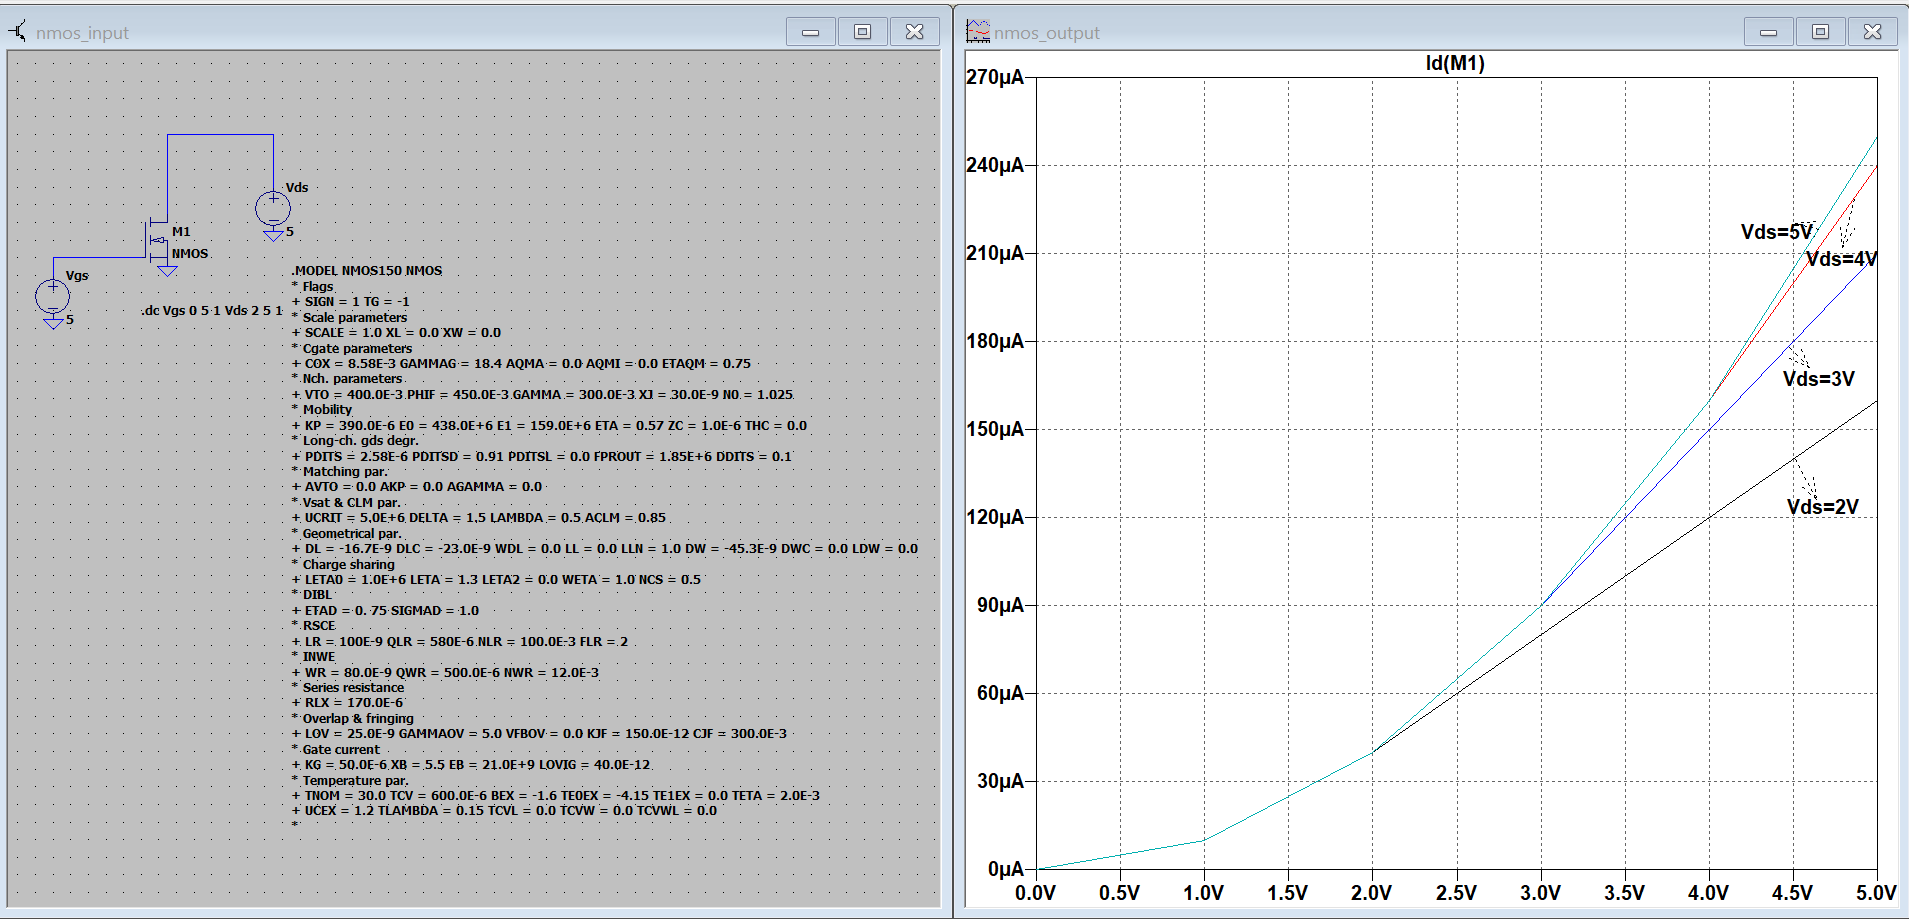 nmos_input
Vds
5
M1
NMOS
Vgs
5
.dc Vgs 0 5 1 Vds 2 5 1
.MODEL NMOS150 NMOS
* Flags
+ SIGN = 1 TG = -1
* Scale parameters
+ SCALE = 1.0 XL = 0.0 XW = 0.0
* Cgate parameters
+ COX = 8.58E-3 GAMMAG = 18.4 AQMA = 0.0 AQMI = 0.0 ETAQM = 0.75
* Nch. parameters
+ VTO = 400.0E-3 PHIF = 450.0E-3 GAMMA = 300.0E-3 XJ = 30.0E-9 N0 = 1.025
* Mobility
+ KP = 390.0E-6 E0 = 438.0E+6 E1 = 159.0E+6 ETA = 0.57 ZC = 1.0E-6 THC = 0.0
* Long-ch. gds degr.
+ PDITS = 2.58E-6 PDITSD = 0.91 PDITSL = 0.0 FPROUT = 1.85E+6 DDITS = 0.1
* Matching par.
+ AVTO = 0.0 AKP = 0.0 AGAMMA = 0.0
* Vsat & CLM par.
+ UCRIT = 5.0E+6 DELTA = 1.5 LAMBDA = 0.5 ACLM = 0.85
* Geometrical par.
+ DL = -16.7E-9 DLC = -23.0E-9 WDL = 0.0 LL = 0.0 LLN = 1.0 DW = -45.3E-9 DWC = 0.0 LDW = 0.0
* Charge sharing
+ LETA0 = 1.0E+6 LETA = 1.3 LETA2 = 0.0 WETA = 1.0 NCS = 0.5
* DIBL
+ ETAD = 0. 75 SIGMAD = 1.0
* RSCE
+ LR = 100E-9 QLR = 580E-6 NLR = 100.0E-3 FLR = 2
* INWE
+ WR = 80.0E-9 QWR = 500.0E-6 NWR = 12.0E-3
* Series resistance
+ RLX = 170.0E-6
* Overlap & fringing
+ LOV = 25.0E-9 GAMMAOV = 5.0 VFBOV = 0.0 KJF = 150.0E-12 CJF = 300.0E-3
* Gate current
+ KG = 50.0E-6 XB = 5.5 EB = 21.0E+9 LOVIG = 40.0E-12
* Temperature par.
+ TNOM = 30.0 TCV = 600.0E-6 BEX = -1.6 TE0EX = -4.15 TE1EX = 0.0 TETA = 2.0E-3
+ UCEX = 1.2 TLAMBDA = 0.15 TCVL = 0.0 TCVW = 0.0 TCVWL = 0.0
*
nmos_output
Id(M1)
270µA
240µA
210µA
180µA
150µA
120µA
90µA
60µA
30µA
0µA
Vds=5V
Vds=4V
Vds=3V
Vds=2V
0.0V 0.5V 1.0V 1.5V 2.0V 2.5V 3.0V 3.5V 4.0V 4.5V 5.0V